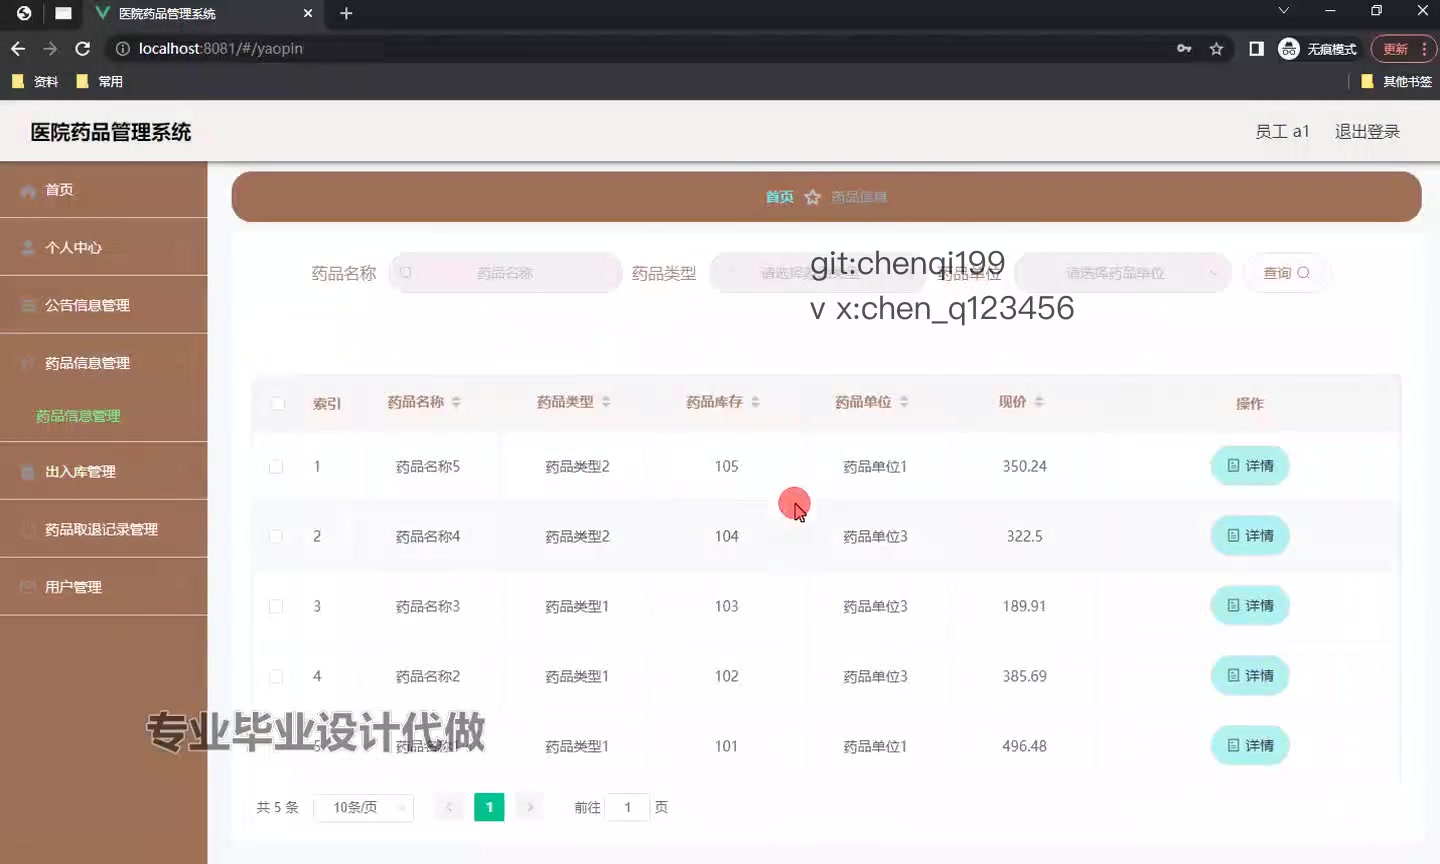 医院药品管理系统
localhost:8081/#/yaopin
无痕模式
更新
资料
常用
其他书签
医院药品管理系统
员工 a1
退出登录
首页
个人中心
公告信息管理
药品信息管理
药品信息管理
出入库管理
药品取退记录管理
用户管理
首页 药品信息
药品名称 药品名称 药品类型 药品单位 请选择药品单位 查询
git:chenqi199
v x:chen_q123456
索引 药品名称 药品类型 药品库存 药品单位 现价 操作
1 药品名称5 药品类型2 105 药品单位1 350.24 详情
2 药品名称4 药品类型2 104 药品单位3 322.5 详情
3 药品名称3 药品类型1 103 药品单位3 189.91 详情
4 药品名称2 药品类型1 102 药品单位3 385.69 详情
专业毕业设计代做
5 药品名称1 药品类型1 101 药品单位1 496.48 详情
共 5 条 10条/页 1 前往 1 页